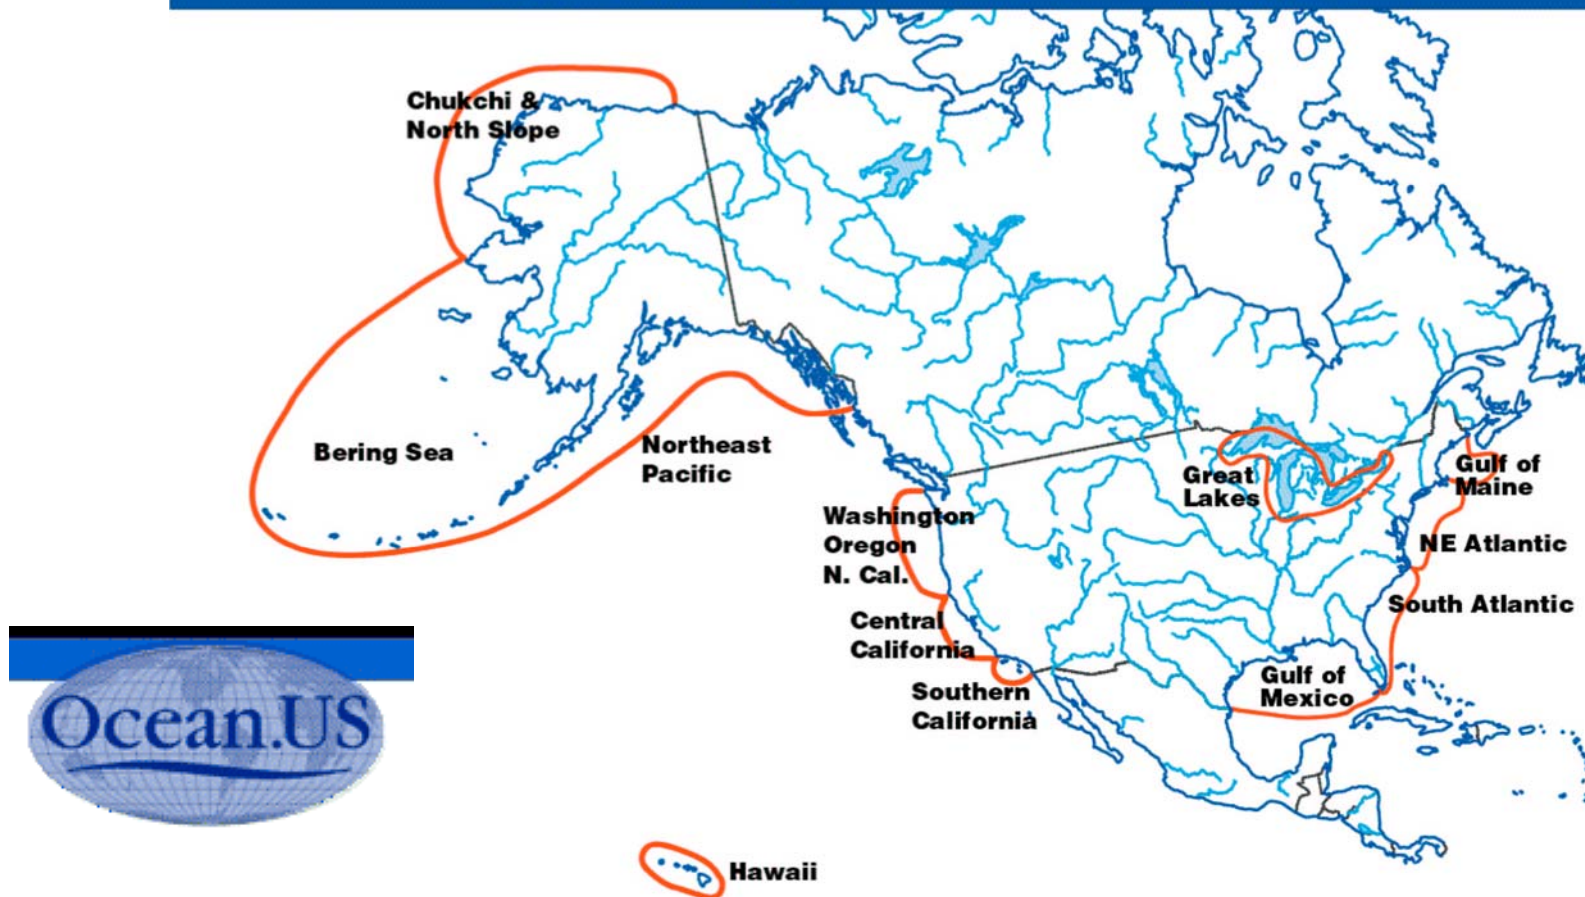 Chukchi &
North Slope
Bering Sea
Northeast
Pacific
Washington
Oregon
N. Cal.
Central
California
Southern
California
Great
Lakes
Gulf of
Maine
NE Atlantic
South Atlantic
Gulf of
Mexico
Ocean.US
Hawaii